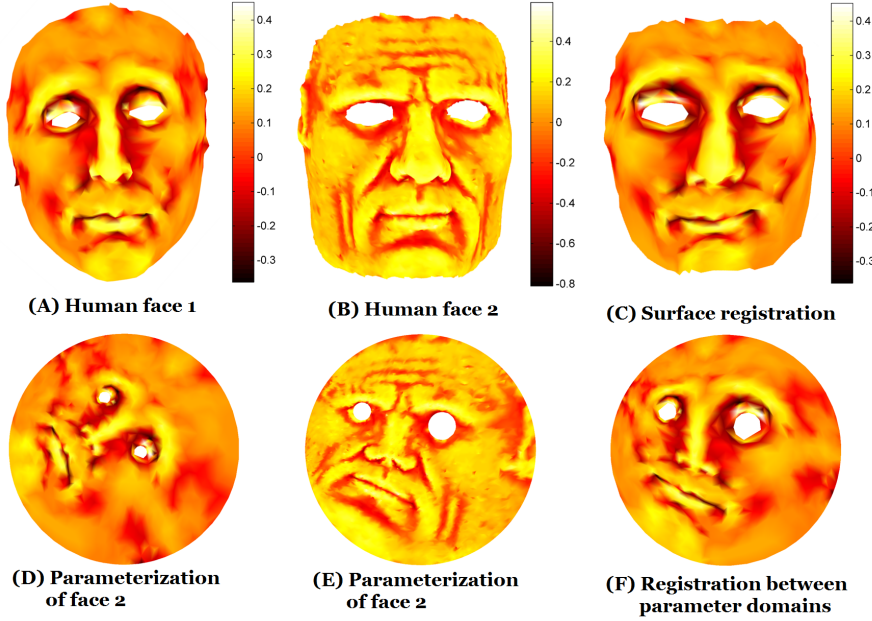 0.4
0.3
0.2
0.1
0
-0.1
-0.2
-0.3
0.4
0.2
0
-0.2
-0.4
-0.6
-0.8
0.4
0.3
0.2
0.1
0
-0.1
-0.2
-0.3
(A) Human face 1
(B) Human face 2
(C) Surface registration
(D) Parameterization
of face 2
(E) Parameterization
of face 2
(F) Registration between
parameter domains